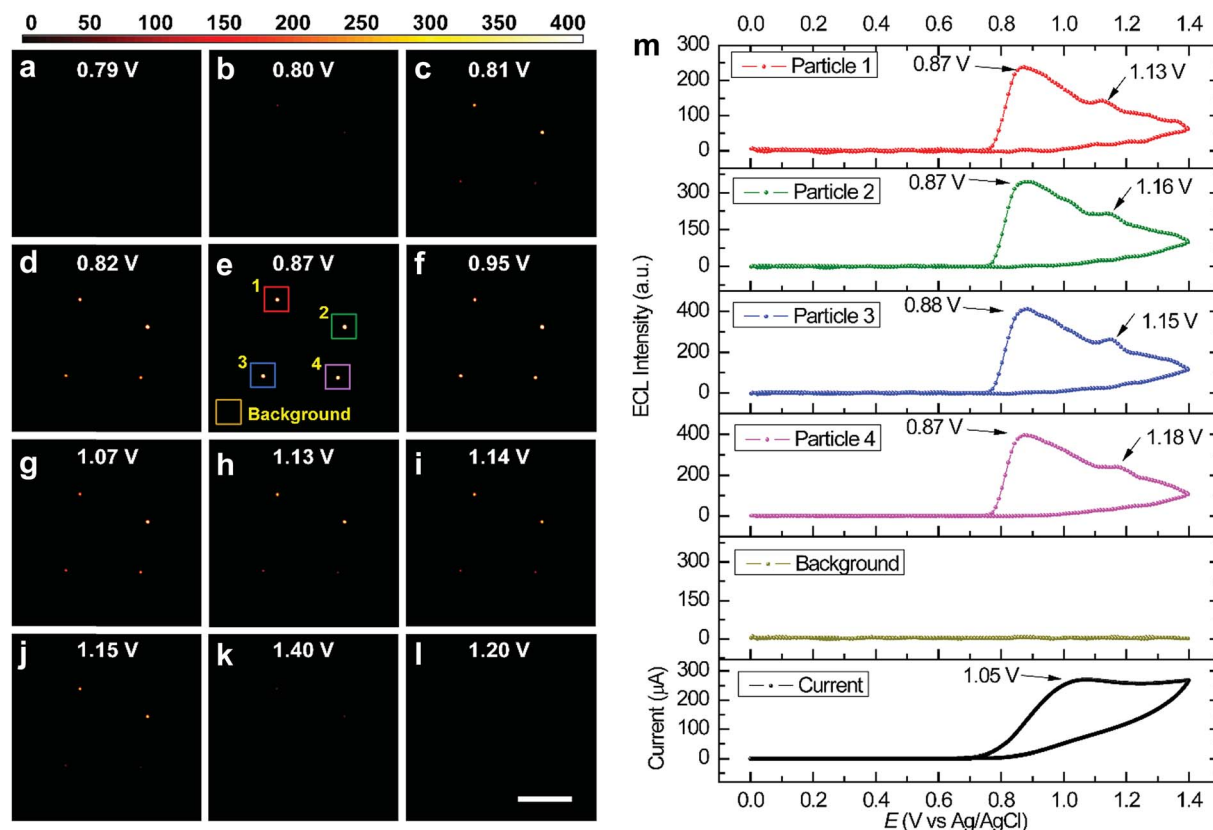 0 50 100 150 200 250 300 350 400
a 0.79 V
b 0.80 V
c 0.81 V
d 0.82 V
e 0.87 V
1
2
3
4
Background
f 0.95 V
g 1.07 V
h 1.13 V
i 1.14 V
j 1.15 V
k 1.40 V
l 1.20 V
m
0.0 0.2 0.4 0.6 0.8 1.0 1.2 1.4
300
200
100
0
Particle 1
0.87 V
1.13 V
300
150
0
Particle 2
0.87 V
1.16 V
400
200
0
Particle 3
0.88 V
1.15 V
400
200
0
Particle 4
0.87 V
1.18 V
300
150
0
Background
ECL Intensity (a.u.)
300
200
100
0
Current
1.05 V
Current (µA)
0.0 0.2 0.4 0.6 0.8 1.0 1.2 1.4
E (V vs Ag/AgCl)